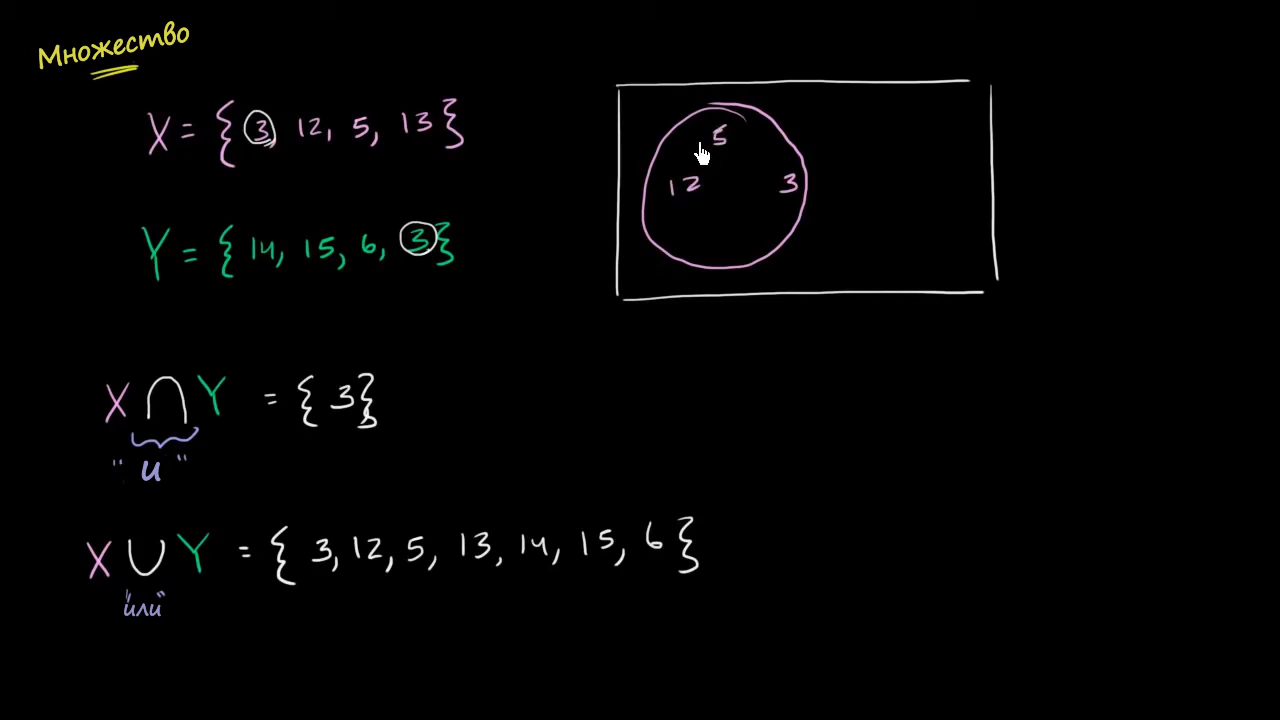 Множество
X = { 3 12, 5, 13 }
Y = { 14, 15, 6, 3 }
5
12 3
X ∩ Y = { 3 }
" и "
X ∪ Y = { 3, 12, 5, 13, 14, 15, 6 }
"или"